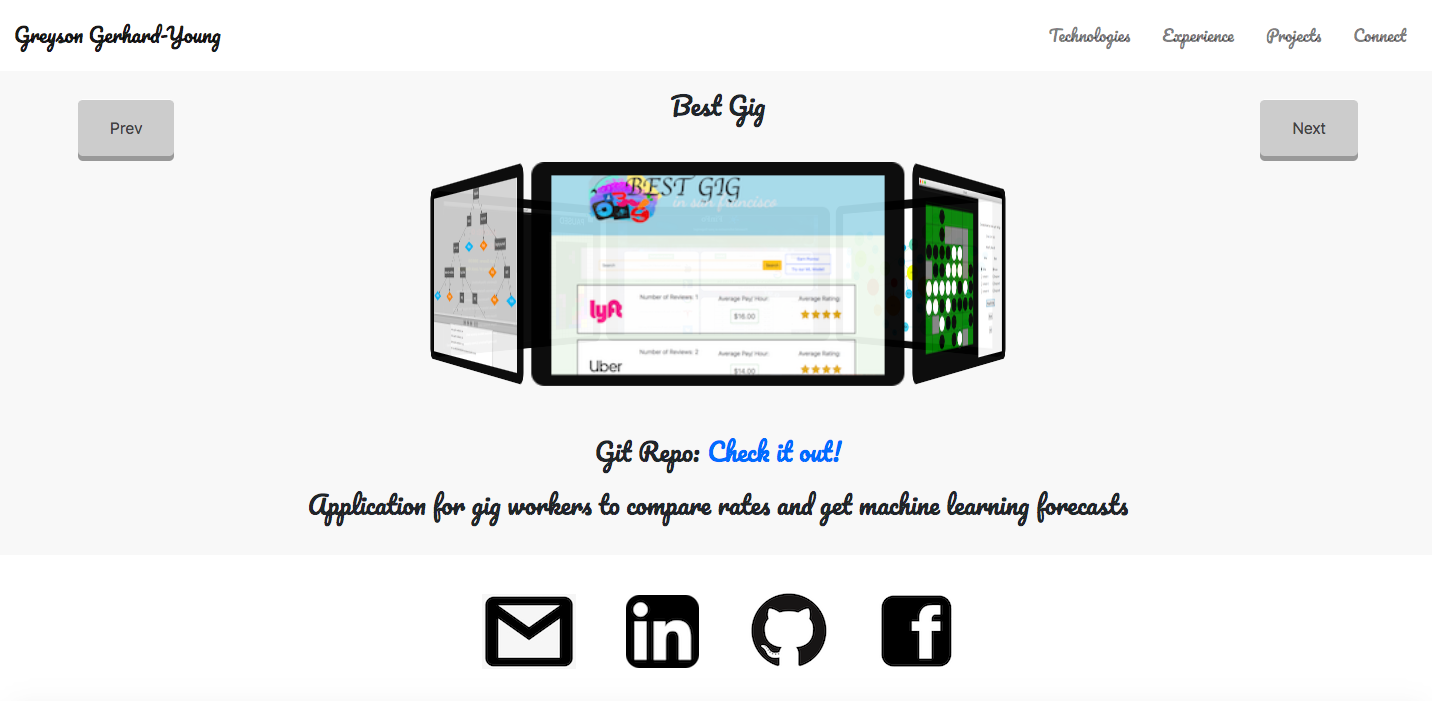 Greyson Gerhard-Young
Technologies Experience Projects Connect
Prev
Best Gig
Next
BEST GIG
in san francisco
Search
Search
lyft
Number of Reviews: 1
Average Pay/ Hour:
Average Rating:
$16.00
Uber
Number of Reviews: 2
Average Pay/ Hour:
Average Rating:
$14.00
Git Repo: Check it out!
Application for gig workers to compare rates and get machine learning forecasts
in
f